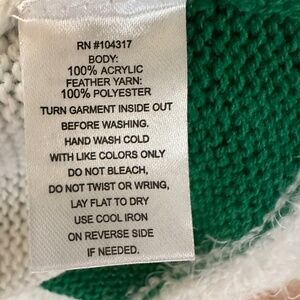 RN #104317
BODY:
100% ACRYLIC
FEATHER YARN:
100% POLYESTER
TURN GARMENT INSIDE OUT
BEFORE WASHING.
HAND WASH COLD
WITH LIKE COLORS ONLY
DO NOT BLEACH,
DO NOT TWIST OR WRING,
LAY FLAT TO DRY
USE COOL IRON
ON REVERSE SIDE
IF NEEDED.